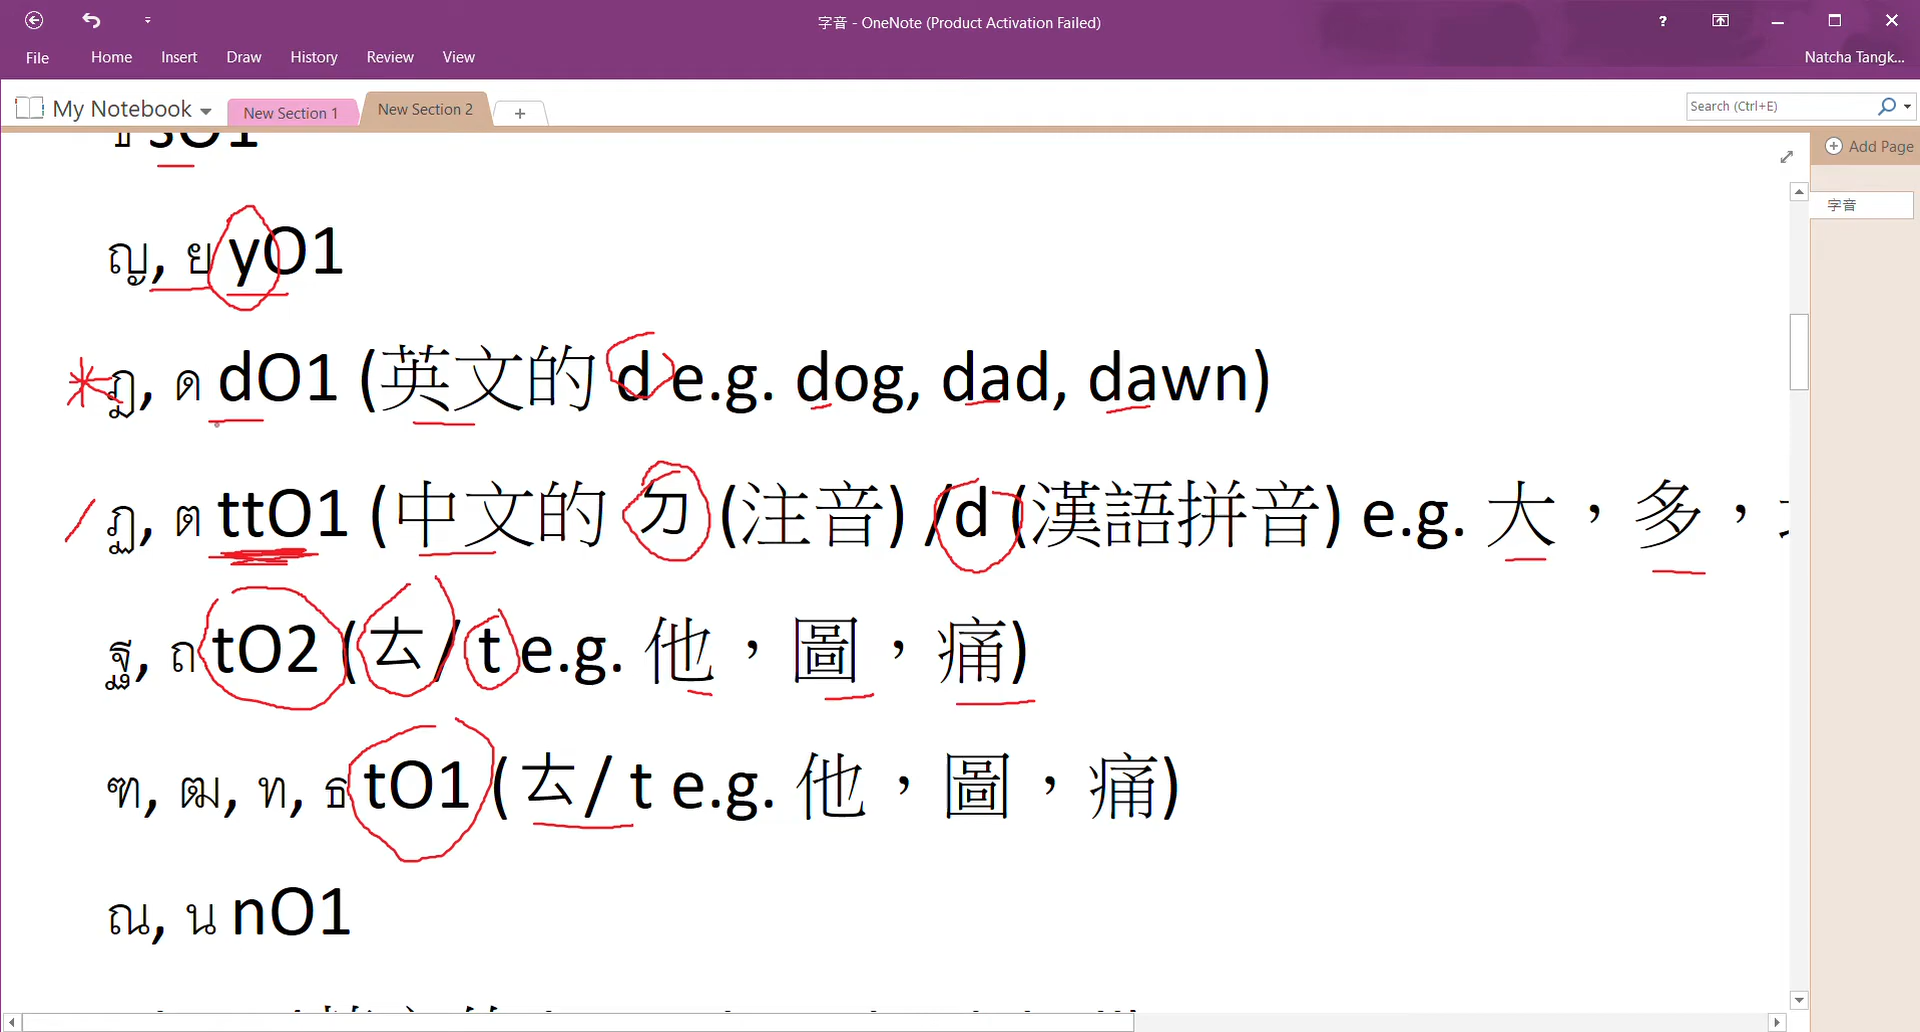 字音 - OneNote (Product Activation Failed)
?
File Home Insert Draw History Review View
Natcha Tangk...
My Notebook New Section 1 New Section 2 +
Search (Ctrl+E)
Add Page
字音
sO1
ญ, ย yO1
ฎ, ด dO1 (英文的 d e.g. dog, dad, dawn)
ฏ, ต ttO1 (中文的 ㄉ (注音) /d (漢語拼音) e.g. 大，多，
ฐ, ถ tO2 (ㄊ/ t e.g. 他，圖，痛)
ฑ, ฒ, ท, ธ tO1 (ㄊ/ t e.g. 他，圖，痛)
ณ, น nO1